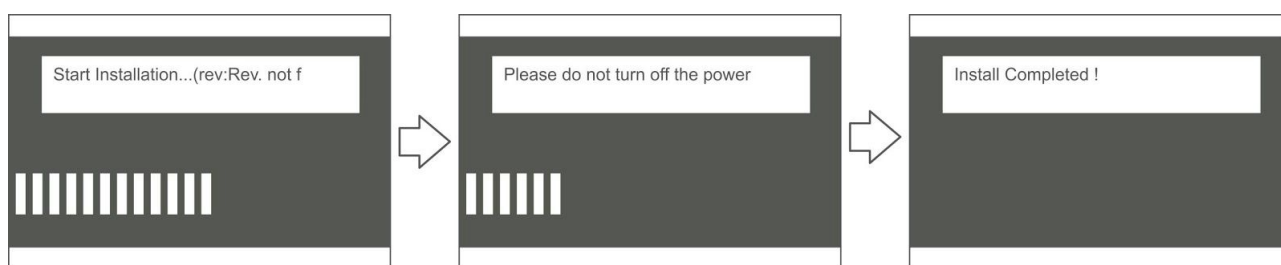 Start Installation...(rev:Rev. not f
Please do not turn off the power
Install Completed !